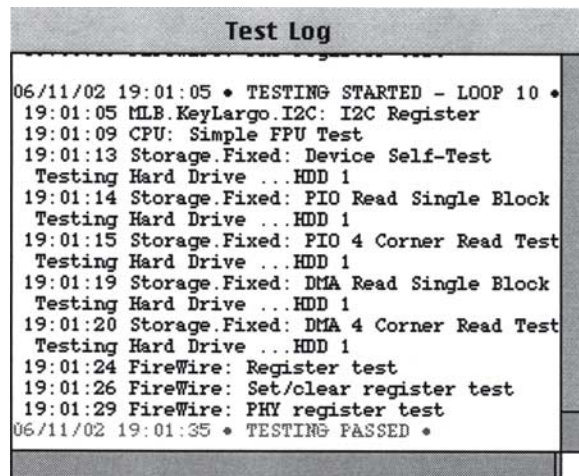 Test Log
06/11/02 19:01:05 • TESTING STARTED – LOOP 10 •
19:01:05 MLB.KeyLargo.I2C: I2C Register
19:01:09 CPU: Simple FPU Test
19:01:13 Storage.Fixed: Device Self-Test
Testing Hard Drive ...HDD 1
19:01:14 Storage.Fixed: PIO Read Single Block
Testing Hard Drive ...HDD 1
19:01:15 Storage.Fixed: PIO 4 Corner Read Test
Testing Hard Drive ...HDD 1
19:01:19 Storage.Fixed: DMA Read Single Block
Testing Hard Drive ...HDD 1
19:01:20 Storage.Fixed: DMA 4 Corner Read Test
Testing Hard Drive ...HDD 1
19:01:24 FireWire: Register test
19:01:26 FireWire: Set/clear register test
19:01:29 FireWire: PHY register test
06/11/02 19:01:35 • TESTING PASSED •